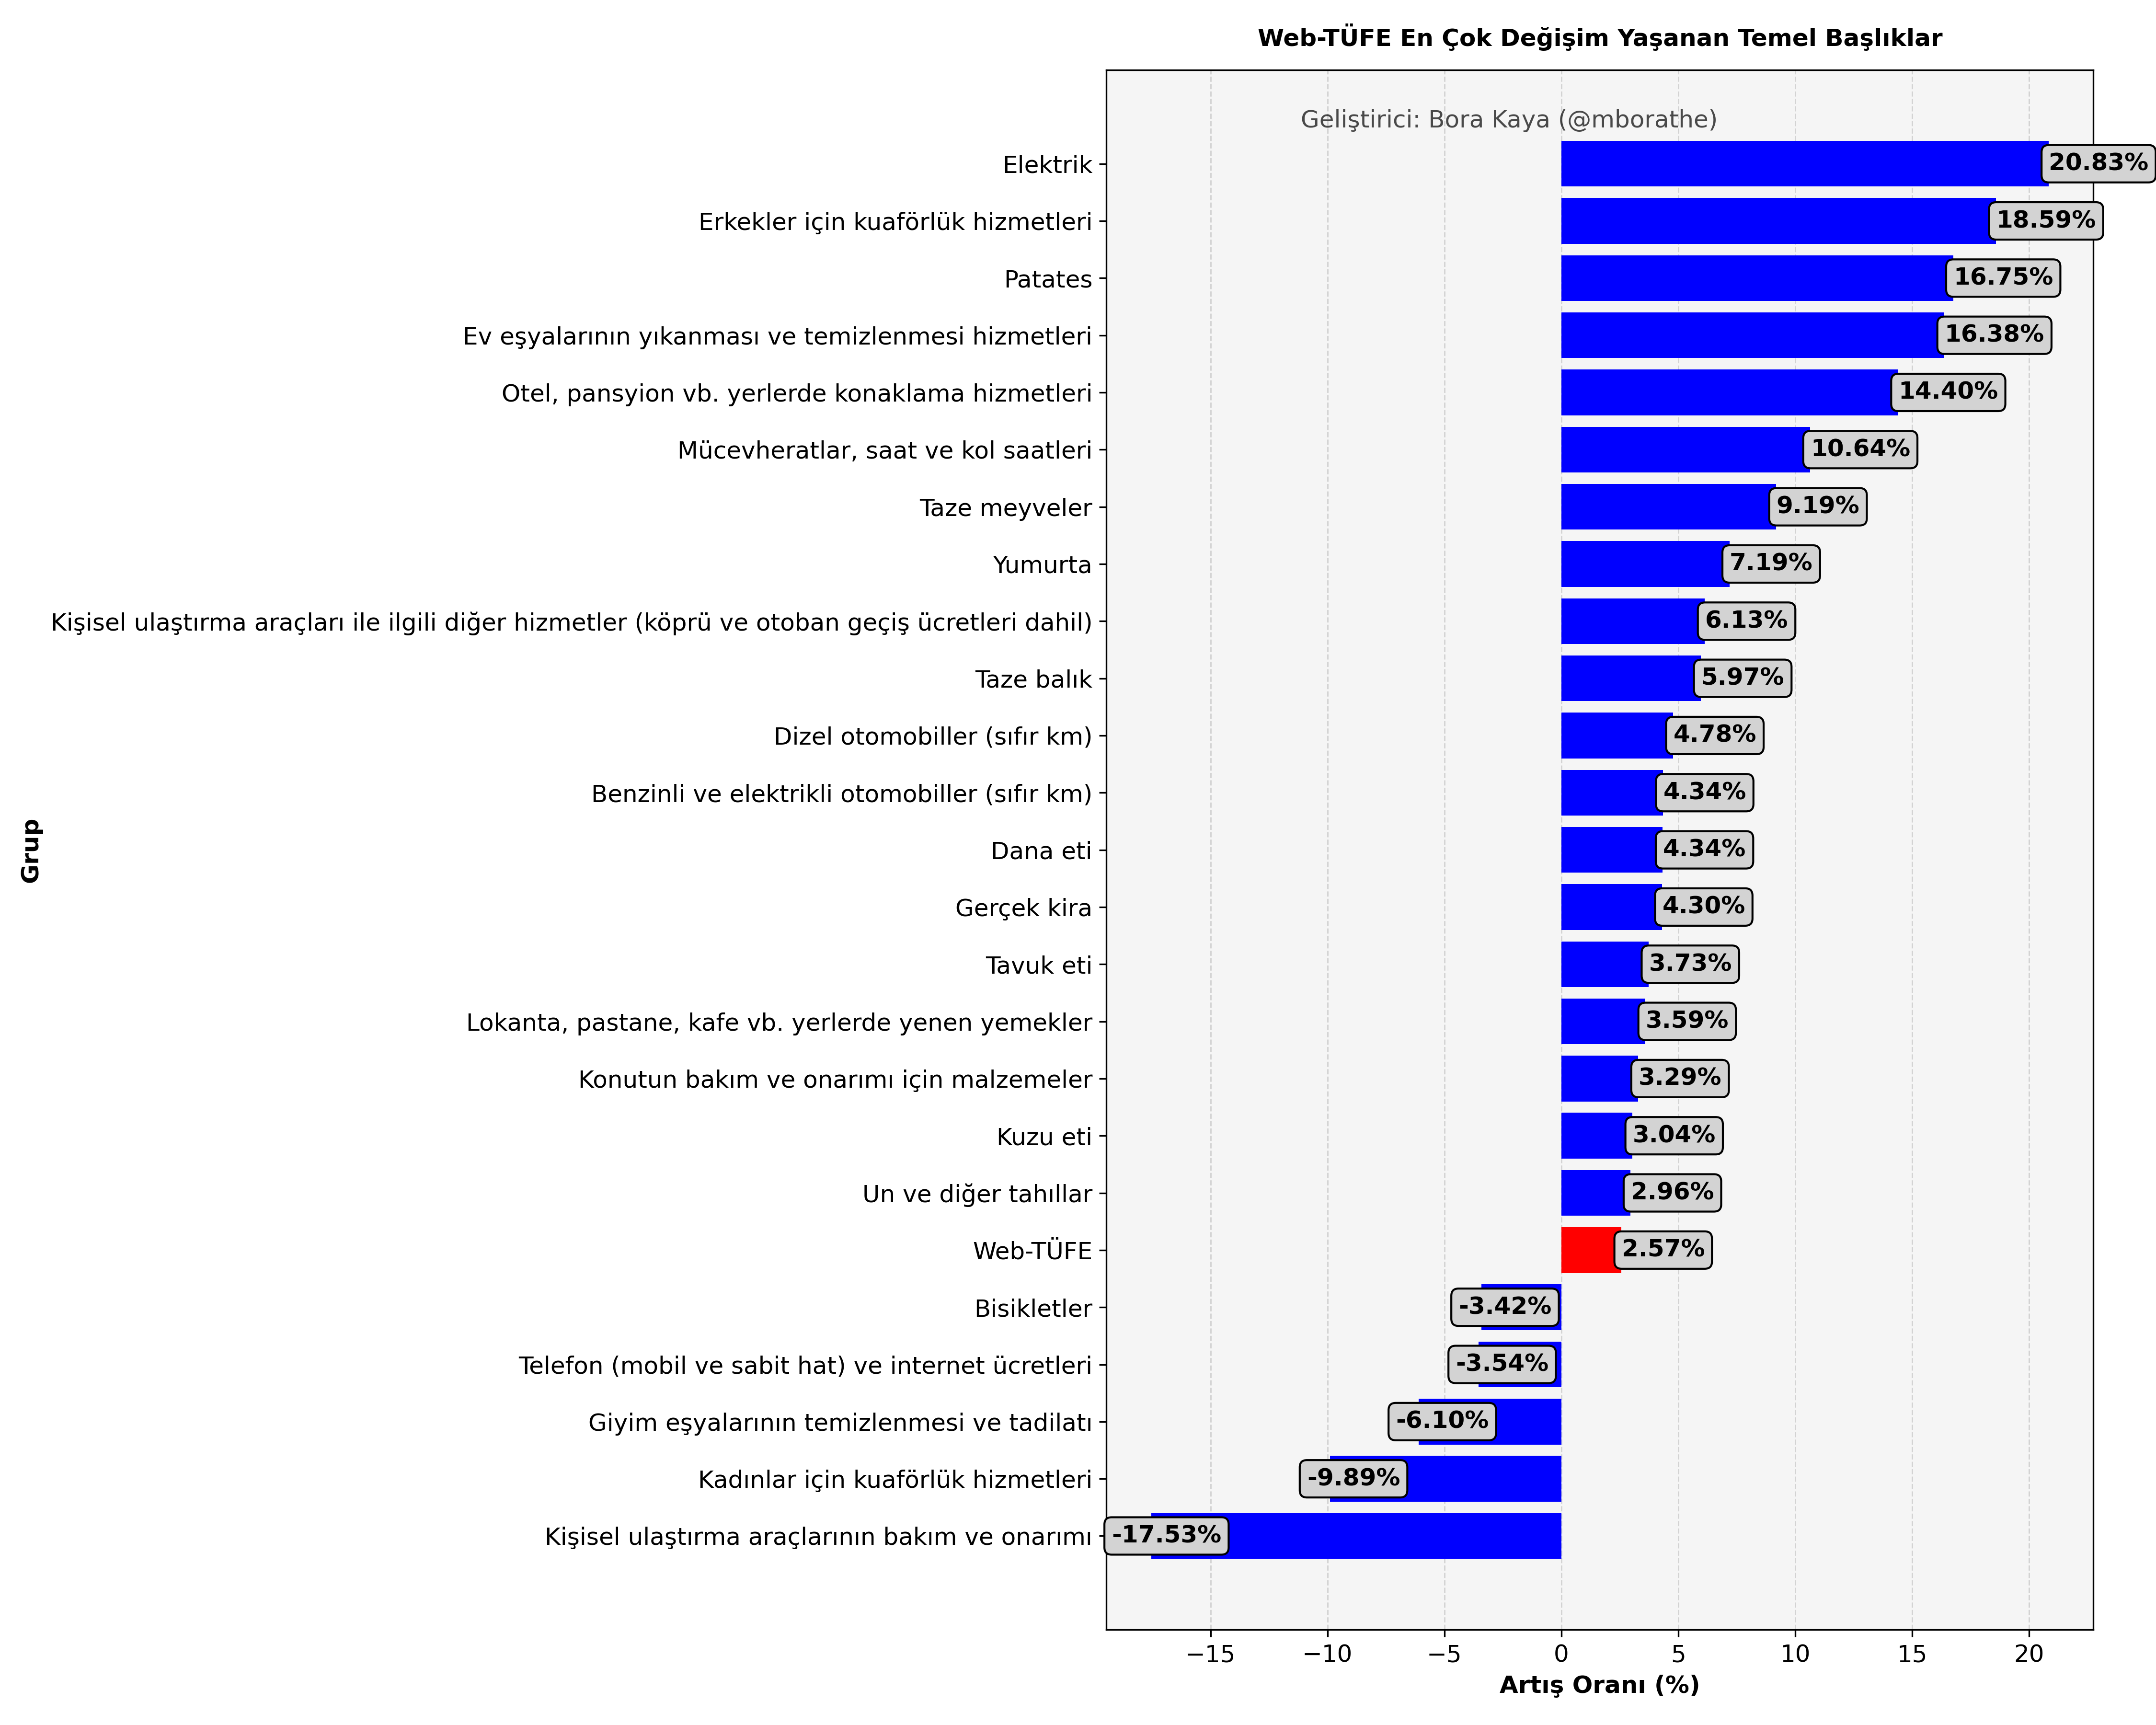 Web-TÜFE En Çok Değişim Yaşanan Temel Başlıklar
Geliştirici: Bora Kaya (@mborathe)
Elektrik 20.83%
Erkekler için kuaförlük hizmetleri 18.59%
Patates 16.75%
Ev eşyalarının yıkanması ve temizlenmesi hizmetleri 16.38%
Otel, pansyion vb. yerlerde konaklama hizmetleri 14.40%
Mücevheratlar, saat ve kol saatleri 10.64%
Taze meyveler 9.19%
Yumurta 7.19%
Kişisel ulaştırma araçları ile ilgili diğer hizmetler (köprü ve otoban geçiş ücretleri dahil) 6.13%
Taze balık 5.97%
Dizel otomobiller (sıfır km) 4.78%
Benzinli ve elektrikli otomobiller (sıfır km) 4.34%
Dana eti 4.34%
Gerçek kira 4.30%
Tavuk eti 3.73%
Lokanta, pastane, kafe vb. yerlerde yenen yemekler 3.59%
Konutun bakım ve onarımı için malzemeler 3.29%
Kuzu eti 3.04%
Un ve diğer tahıllar 2.96%
Web-TÜFE 2.57%
Bisikletler -3.42%
Telefon (mobil ve sabit hat) ve internet ücretleri -3.54%
Giyim eşyalarının temizlenmesi ve tadilatı -6.10%
Kadınlar için kuaförlük hizmetleri -9.89%
Kişisel ulaştırma araçlarının bakım ve onarımı -17.53%
Grup
−15 −10 −5 0 5 10 15 20
Artış Oranı (%)